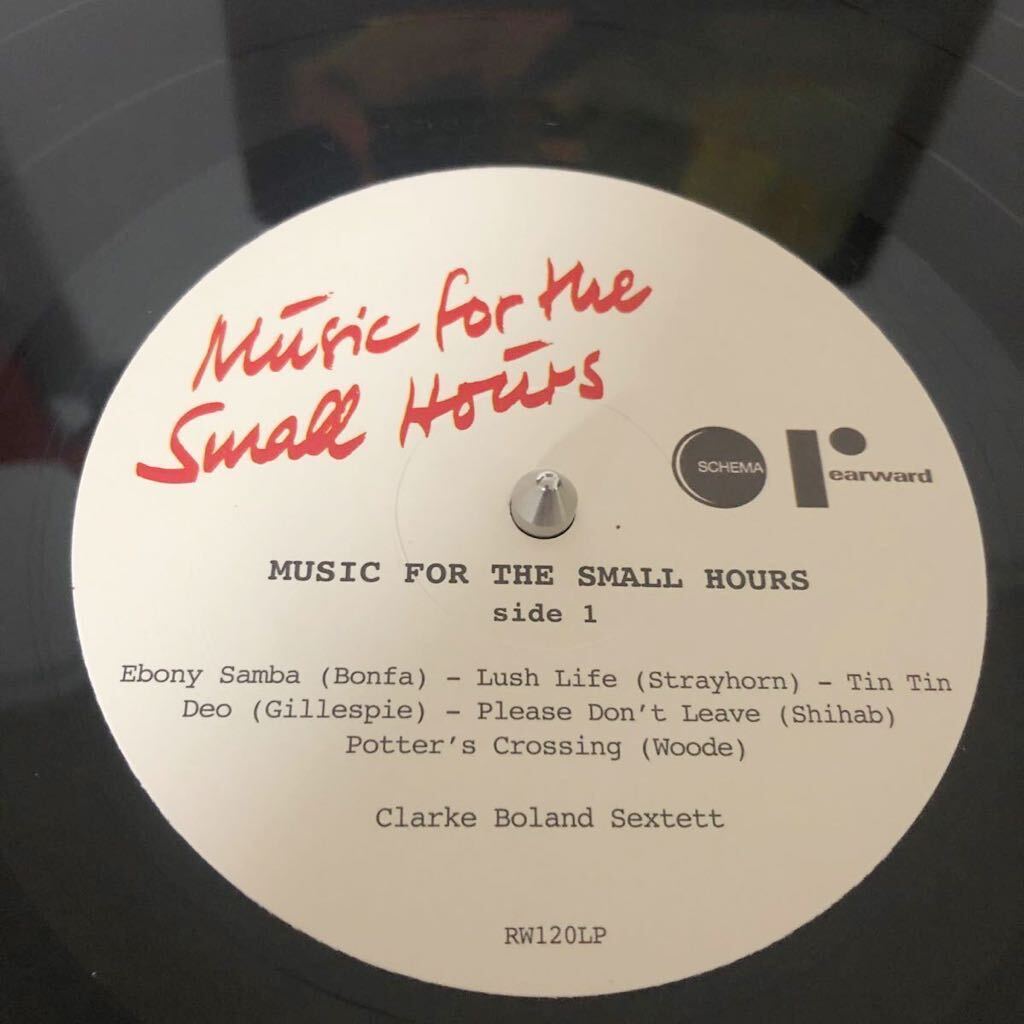 Music for the
Small Hours
SCHEMA
rearward
MUSIC FOR THE SMALL HOURS
side 1
Ebony Samba (Bonfa) – Lush Life (Strayhorn) – Tin Tin
Deo (Gillespie) – Please Don't Leave (Shihab)
Potter's Crossing (Woode)
Clarke Boland Sextett
RW120LP